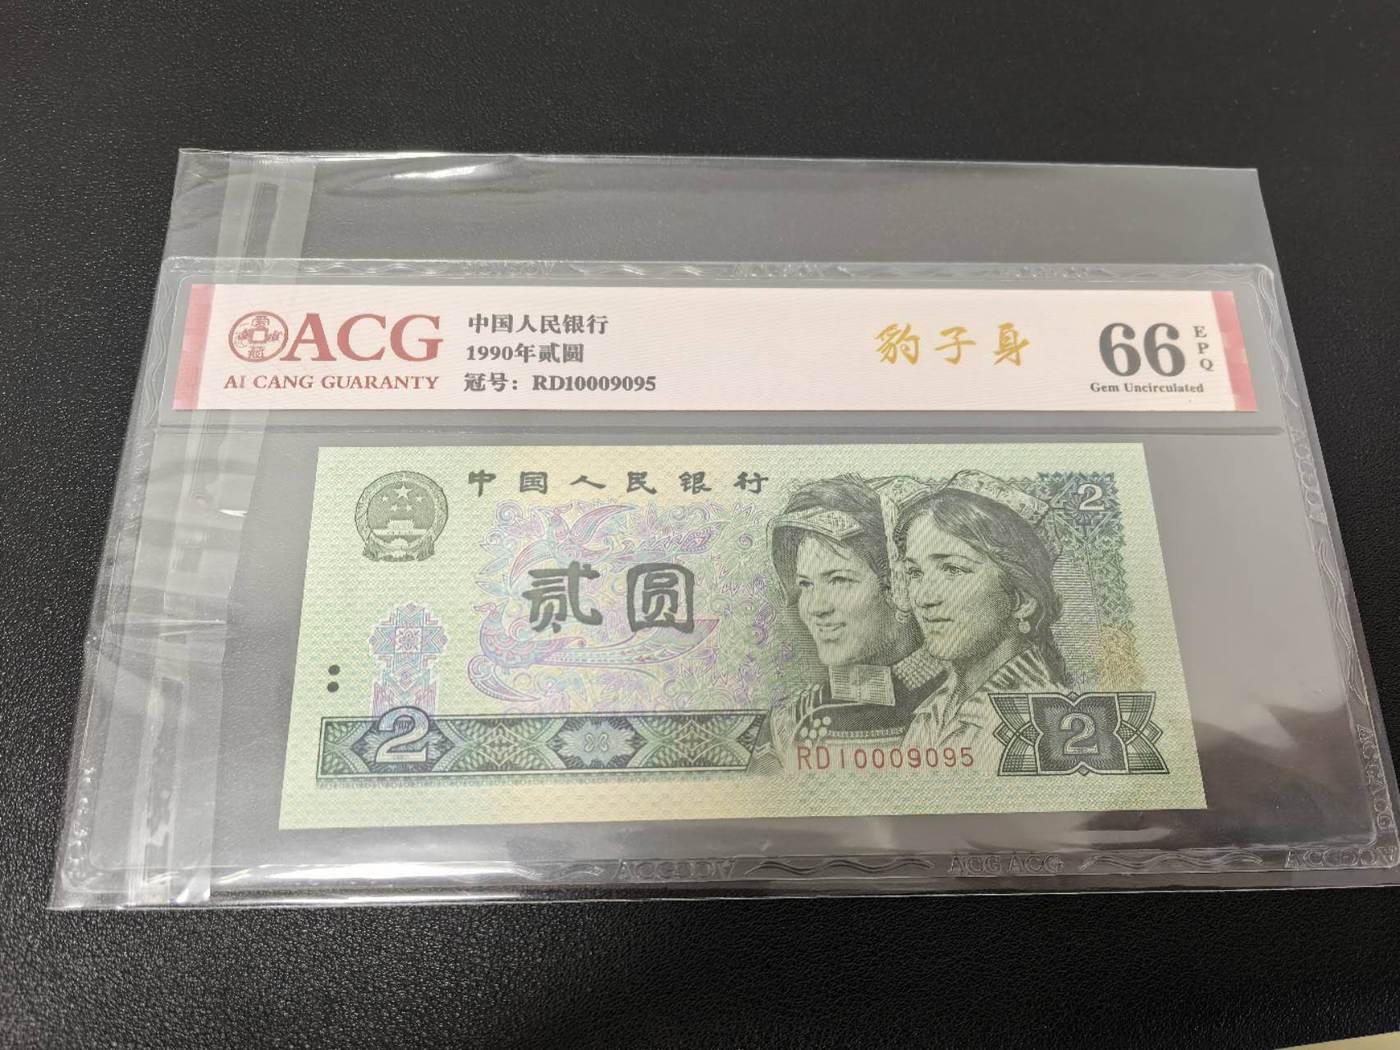 ACG
AI CANG GUARANTY
中国人民银行
1990年贰圆
冠号：RD10009095
豹子身
66
EPQ
Gem Uncirculated
中国人民银行
2
贰圆
2
RD10009095
2
ACG ACG